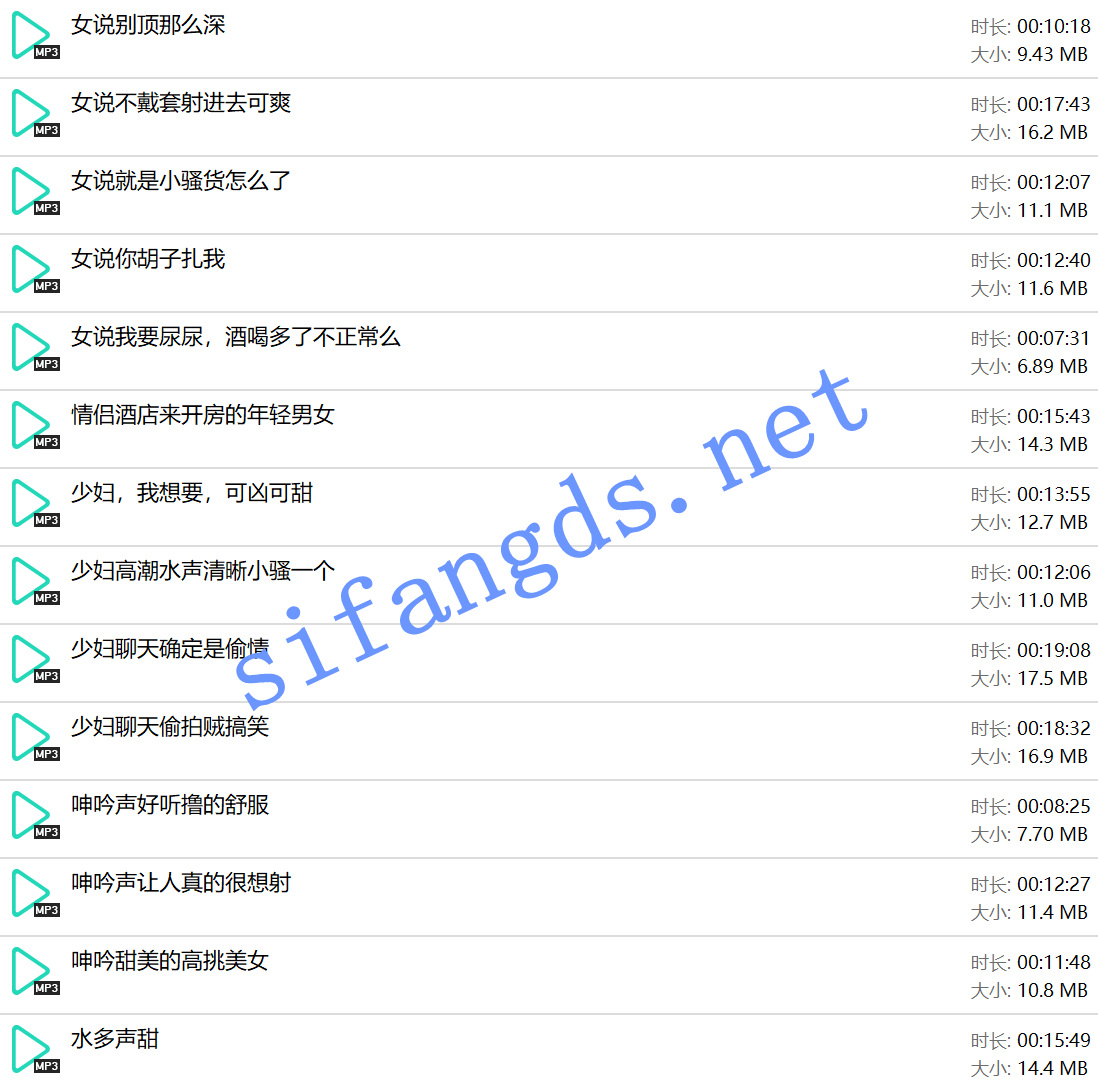 女说别顶那么深
时长: 00:10:18
大小: 9.43 MB
MP3
女说不戴套射进去可爽
时长: 00:17:43
大小: 16.2 MB
MP3
女说就是小骚货怎么了
时长: 00:12:07
大小: 11.1 MB
MP3
女说你胡子扎我
时长: 00:12:40
大小: 11.6 MB
MP3
女说我要尿尿，酒喝多了不正常么
时长: 00:07:31
大小: 6.89 MB
MP3
情侣酒店来开房的年轻男女
时长: 00:15:43
大小: 14.3 MB
MP3
少妇，我想要，可凶可甜
时长: 00:13:55
大小: 12.7 MB
MP3
少妇高潮水声清晰小骚一个
时长: 00:12:06
大小: 11.0 MB
MP3
少妇聊天确定是偷情
时长: 00:19:08
大小: 17.5 MB
MP3
少妇聊天偷拍贼搞笑
时长: 00:18:32
大小: 16.9 MB
MP3
呻吟声好听撸的舒服
时长: 00:08:25
大小: 7.70 MB
MP3
呻吟声让人真的很想射
时长: 00:12:27
大小: 11.4 MB
MP3
呻吟甜美的高挑美女
时长: 00:11:48
大小: 10.8 MB
MP3
水多声甜
时长: 00:15:49
大小: 14.4 MB
MP3
sifangds.net